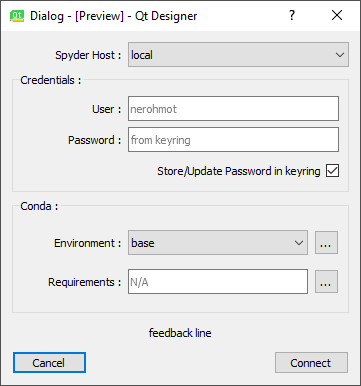 Dialog - [Preview] - Qt Designer
Spyder Host : local
Credentials :
User : nerohmot
Password : from keyring
Store/Update Password in keyring
Conda :
Environment : base ...
Requirements : N/A ...
feedback line
Cancel Connect